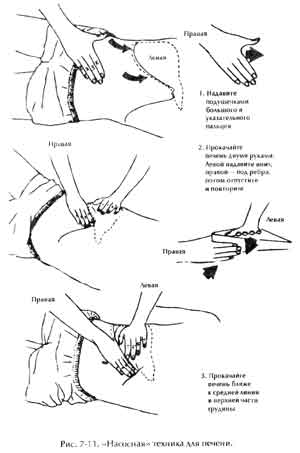 Правая
Левая
1. Надавите
подушечками
большого и
указательного
пальцев
Правая
2. Прокачайте
печень двумя руками:
Левой надавите вниз,
правой — под ребра,
потом отпустите
и повторите
Левая
Правая
Правая
Левая
3. Прокачайте
печень ближе
к средней линии
и верхней части
грудины
Рис. 7-11. «Насосная» техника для печени.